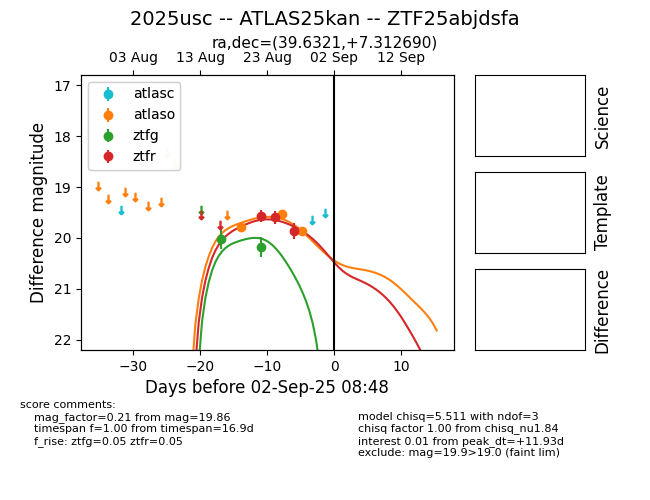 2025usc -- ATLAS25kan -- ZTF25abjdsfa
ra,dec=(39.6321,+7.312690)
03 Aug 13 Aug 23 Aug 02 Sep 12 Sep
atlasc
atlaso
ztfg
ztfr
17
18
19
20
21
22
Difference magnitude
−30 −20 −10 0 10
Days before 02-Sep-25 08:48
Science
Template
Difference
score comments:
mag_factor=0.21 from mag=19.86
timespan f=1.00 from timespan=16.9d
f_rise: ztfg=0.05 ztfr=0.05
model chisq=5.511 with ndof=3
chisq factor 1.00 from chisq_nu1.84
interest 0.01 from peak_dt=+11.93d
exclude: mag=19.9>19.0 (faint lim)